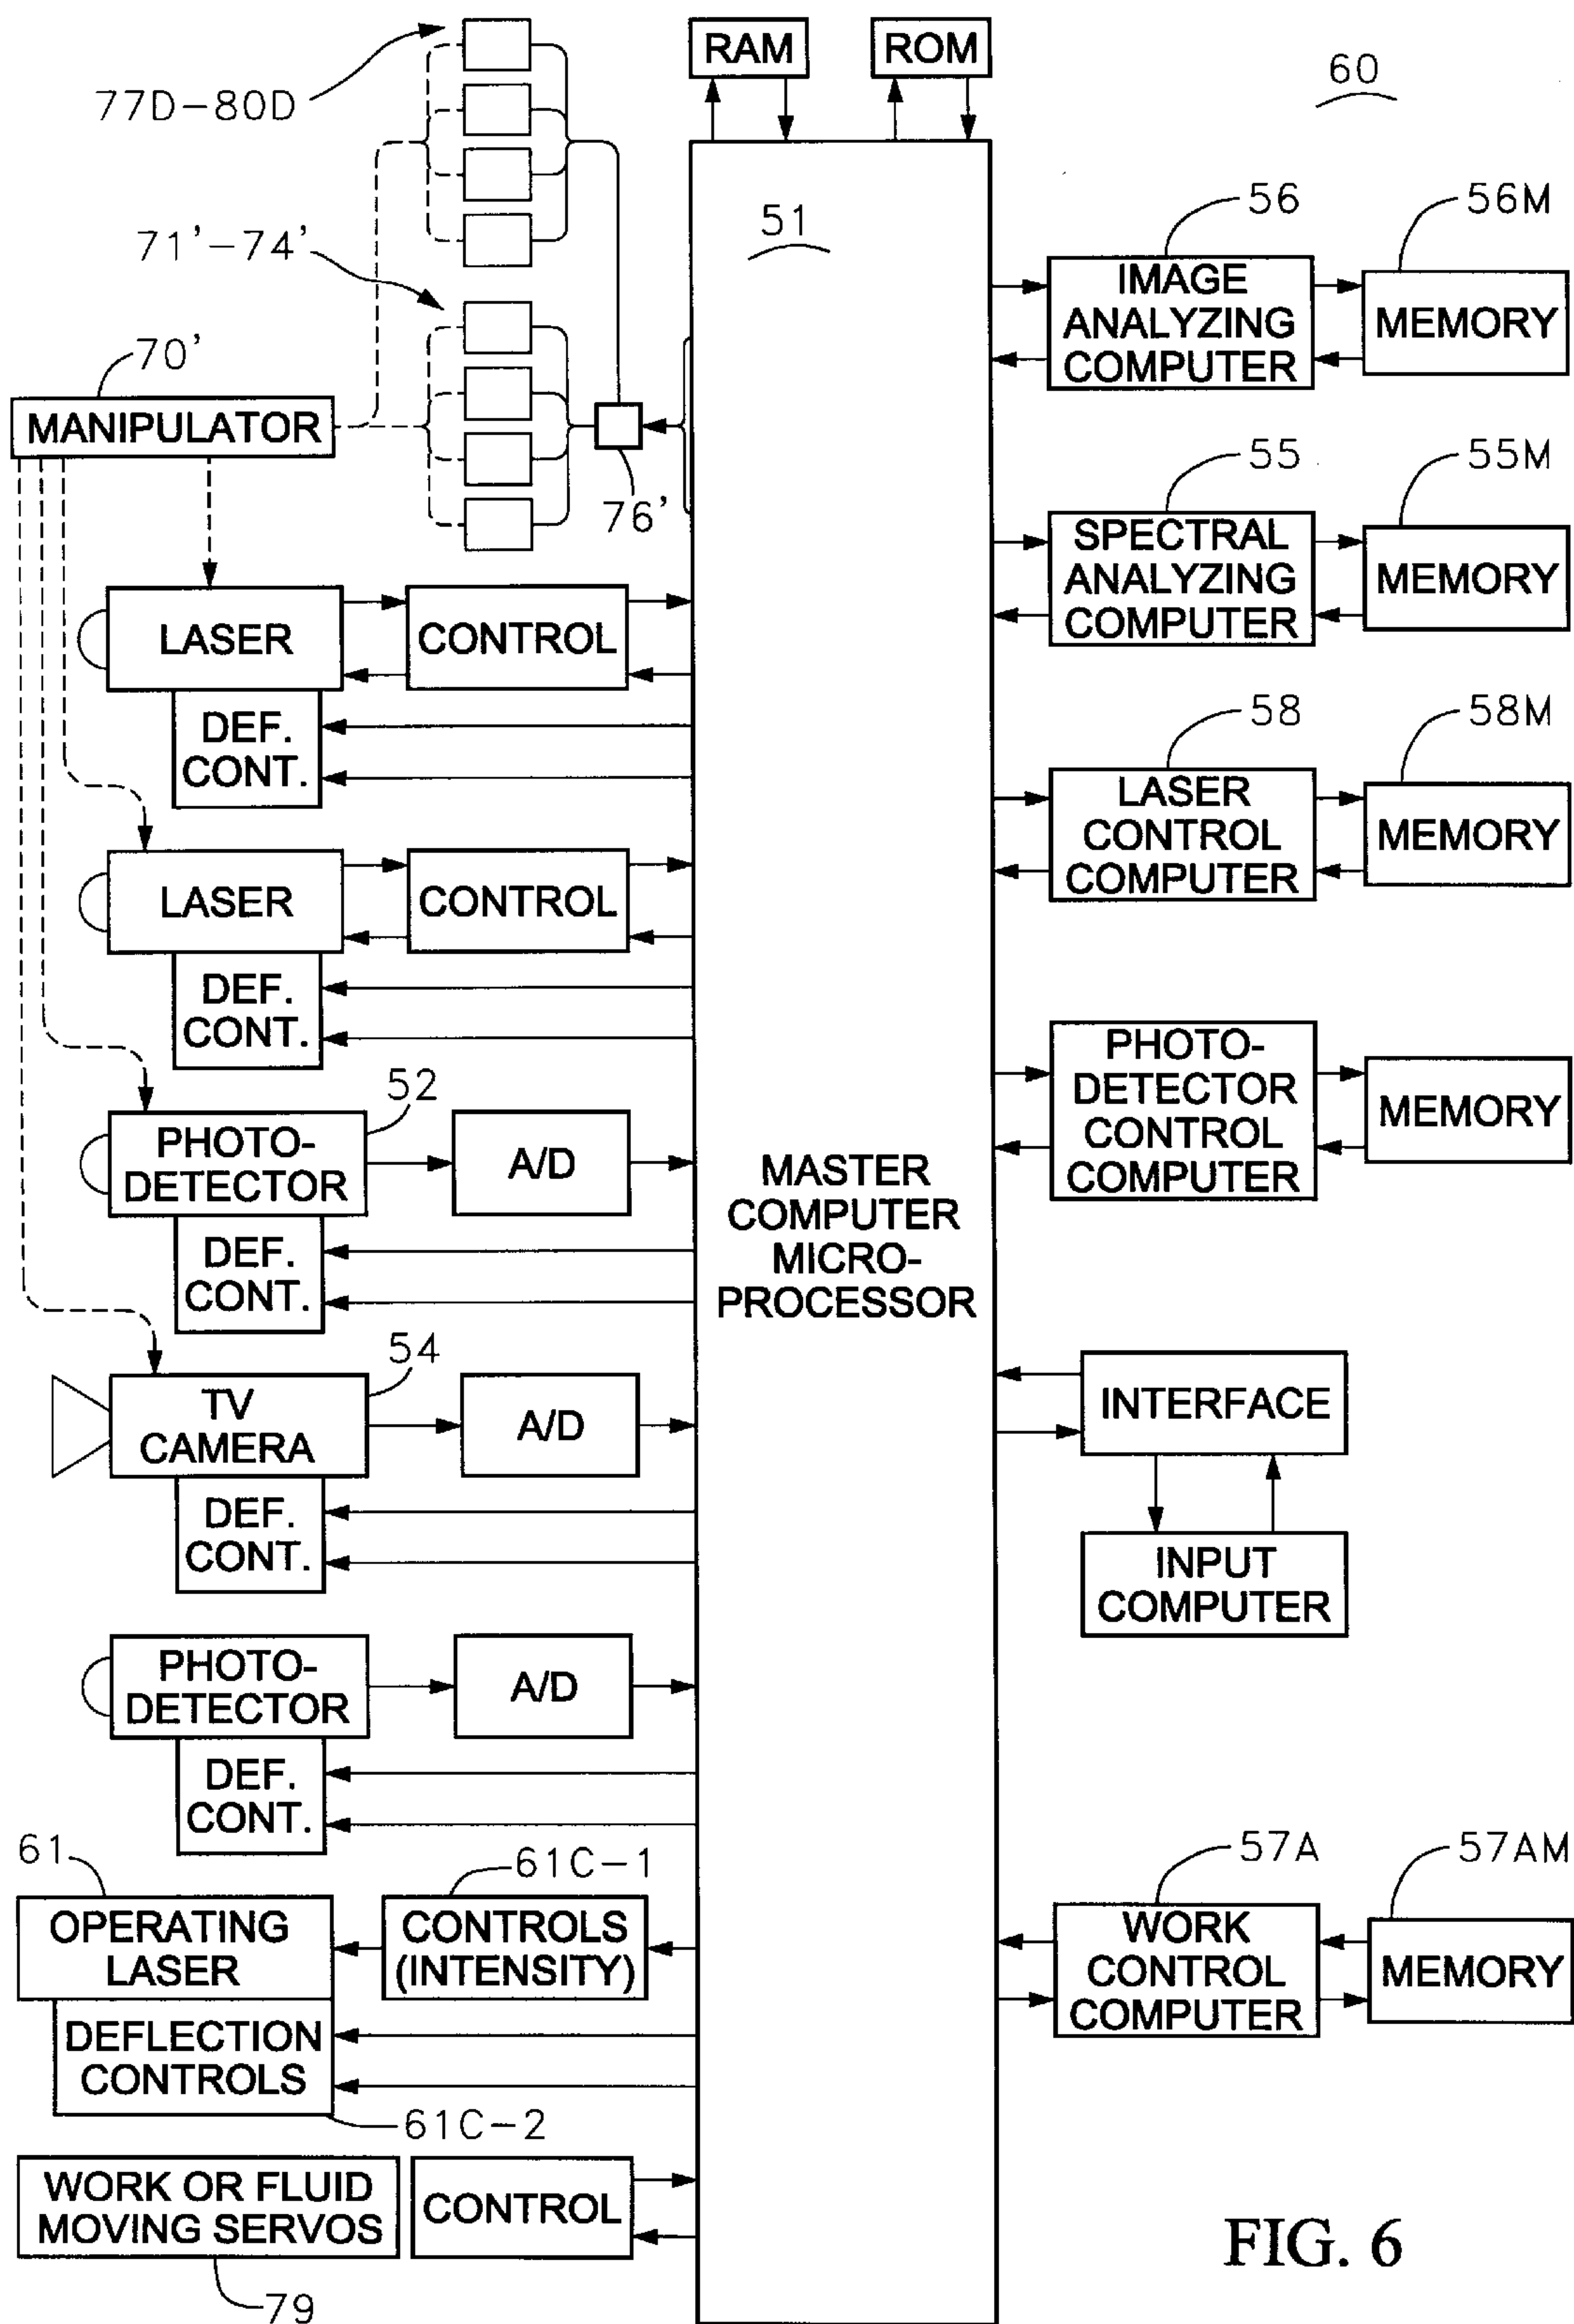 RAM
ROM
60
77D-80D
51
56
56M
71'-74'
IMAGE
ANALYZING
COMPUTER
MEMORY
70'
MANIPULATOR
76'
55
55M
SPECTRAL
ANALYZING
COMPUTER
MEMORY
LASER
CONTROL
DEF.
CONT.
58
58M
LASER
CONTROL
COMPUTER
MEMORY
LASER
CONTROL
DEF.
CONT.
PHOTO-
DETECTOR
CONTROL
COMPUTER
MEMORY
52
PHOTO-
DETECTOR
A/D
DEF.
CONT.
MASTER
COMPUTER
MICRO-
PROCESSOR
54
TV
CAMERA
A/D
DEF.
CONT.
INTERFACE
INPUT
COMPUTER
PHOTO-
DETECTOR
A/D
DEF.
CONT.
61
61C-1
OPERATING
LASER
CONTROLS
(INTENSITY)
DEFLECTION
CONTROLS
61C-2
57A
57AM
WORK
CONTROL
COMPUTER
MEMORY
WORK OR FLUID
MOVING SERVOS
CONTROL
79
FIG. 6